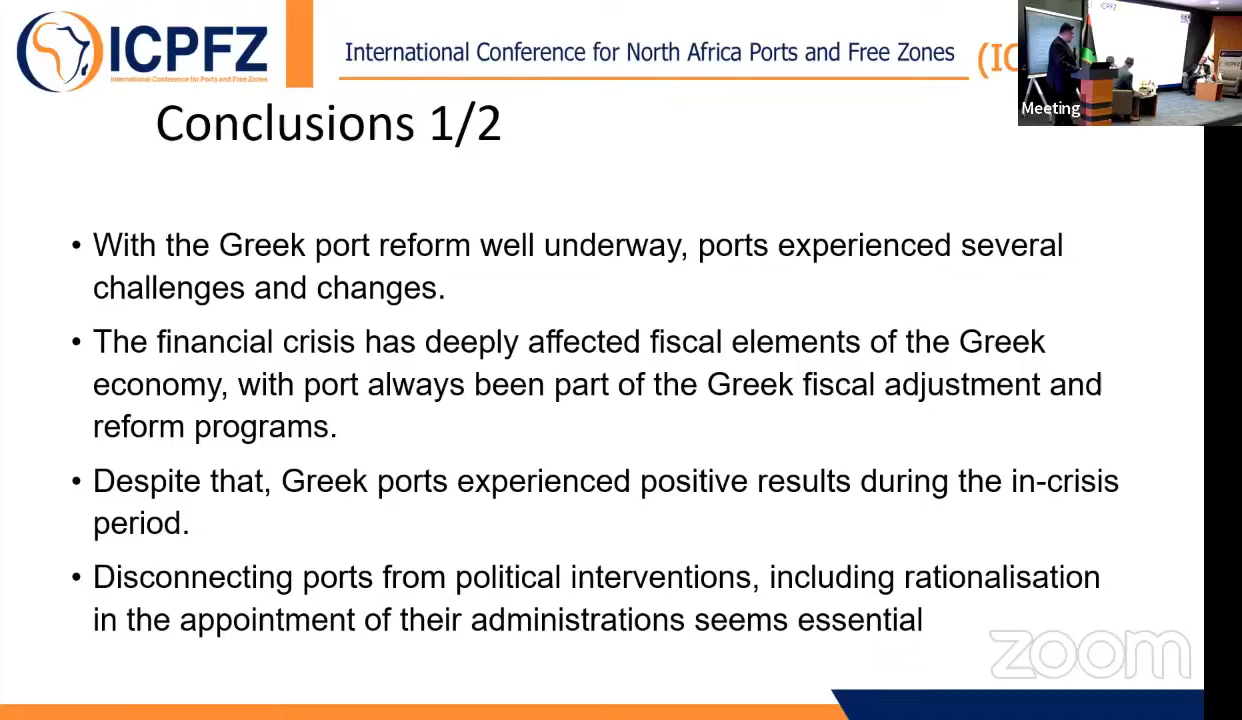 ICPFZ
International Conference for Ports and Free Zones
International Conference for North Africa Ports and Free Zones
(IC
ICPFZ
ICPFZ
Meeting
Conclusions 1/2
• With the Greek port reform well underway, ports experienced several
challenges and changes.
• The financial crisis has deeply affected fiscal elements of the Greek
economy, with port always been part of the Greek fiscal adjustment and
reform programs.
• Despite that, Greek ports experienced positive results during the in-crisis
period.
• Disconnecting ports from political interventions, including rationalisation
in the appointment of their administrations seems essential
zoom